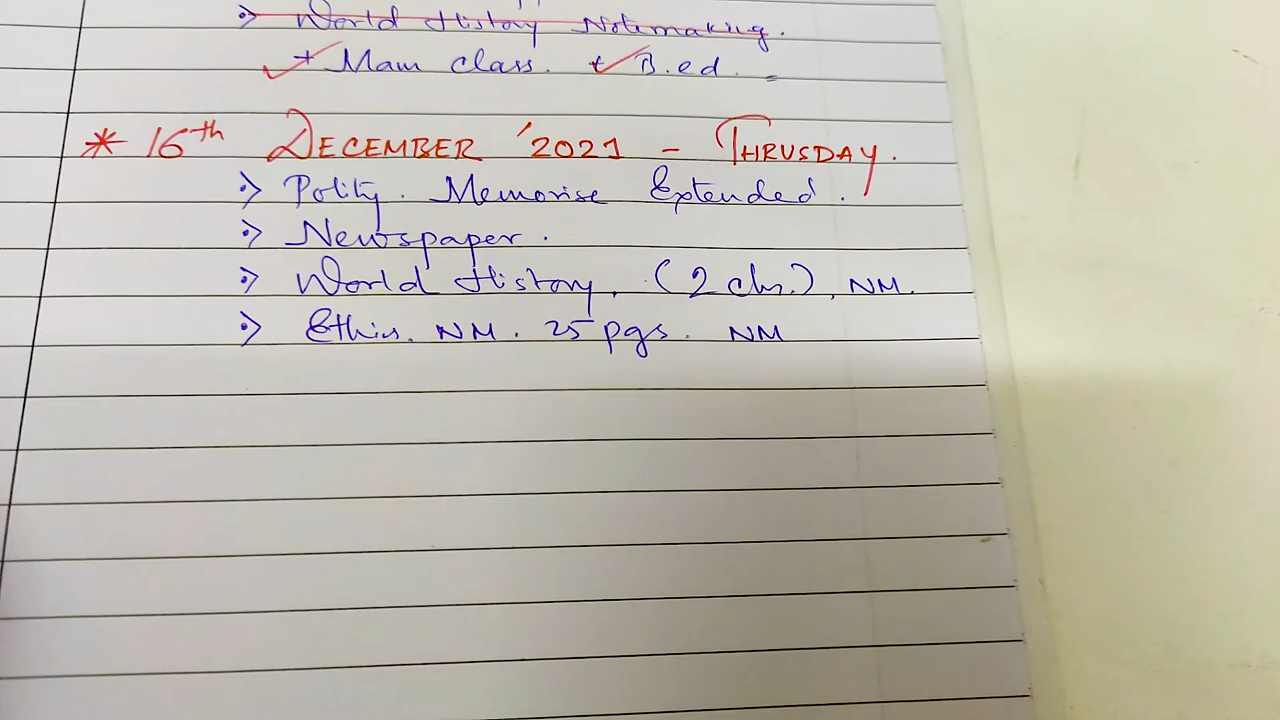 ⫸ World History Notemaking.
+ Mam class. + B.ed.
* 16th DECEMBER '2021 - THRUSDAY.
⫸ Polity. Memorise Extended.
⫸ Newspaper.
⫸ World History. (2 chs.), NM.
⫸ Ethics. NM. 25 pgs. NM